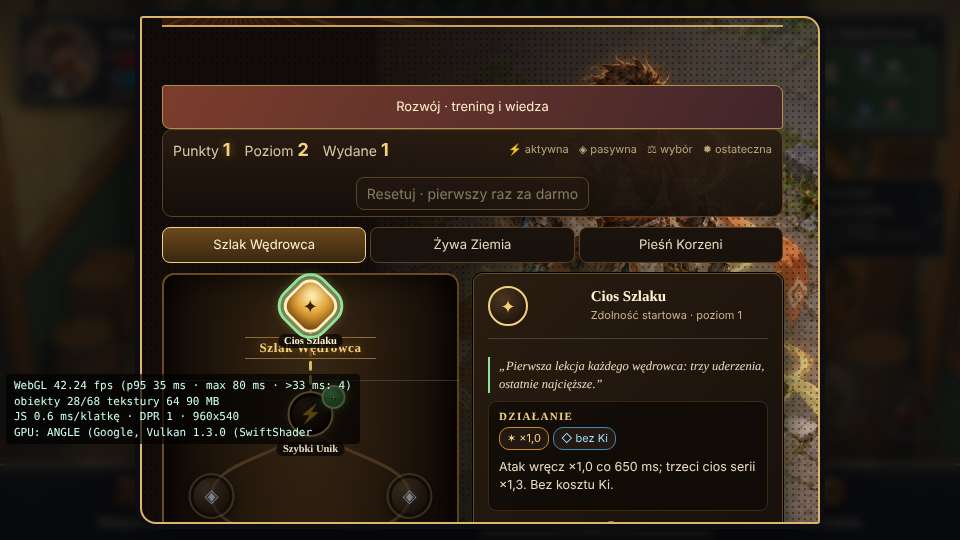 Rozwój · trening i wiedza
Punkty 1 Poziom 2 Wydane 1
⚡ aktywna ◈ pasywna ⚖ wybór ✹ ostateczna
Resetuj · pierwszy raz za darmo
Szlak Wędrowca
Żywa Ziemia
Pieśń Korzeni
Cios Szlaku
Szlak Wędrowca
Szybki Unik
Cios Szlaku
Zdolność startowa · poziom 1
„Pierwsza lekcja każdego wędrowca: trzy uderzenia,
ostatnie najcięższe.”
DZIAŁANIE
✶ ×1,0 ◇ bez Ki
Atak wręcz ×1,0 co 650 ms; trzeci cios serii
×1,3. Bez kosztu Ki.
WebGL 42.24 fps (p95 35 ms · max 80 ms · >33 ms: 4)
obiekty 28/68 tekstury 64 90 MB
JS 0.6 ms/klatkę · DPR 1 · 960x540
GPU: ANGLE (Google, Vulkan 1.3.0 (SwiftShader